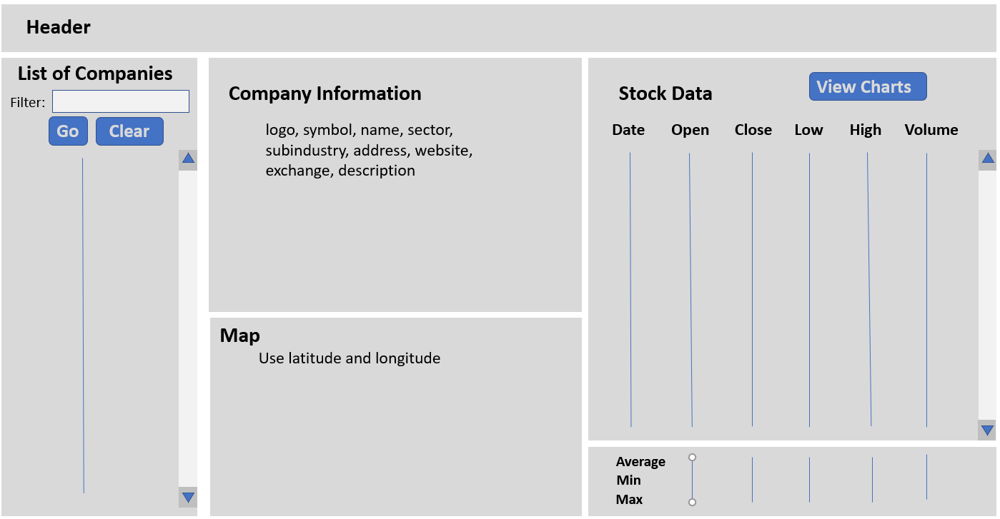 Header
List of Companies
Filter:
Go Clear
Company Information
logo, symbol, name, sector,
subindustry, address, website,
exchange, description
Map
Use latitude and longitude
Stock Data
View Charts
Date Open Close Low High Volume
Average
Min
Max